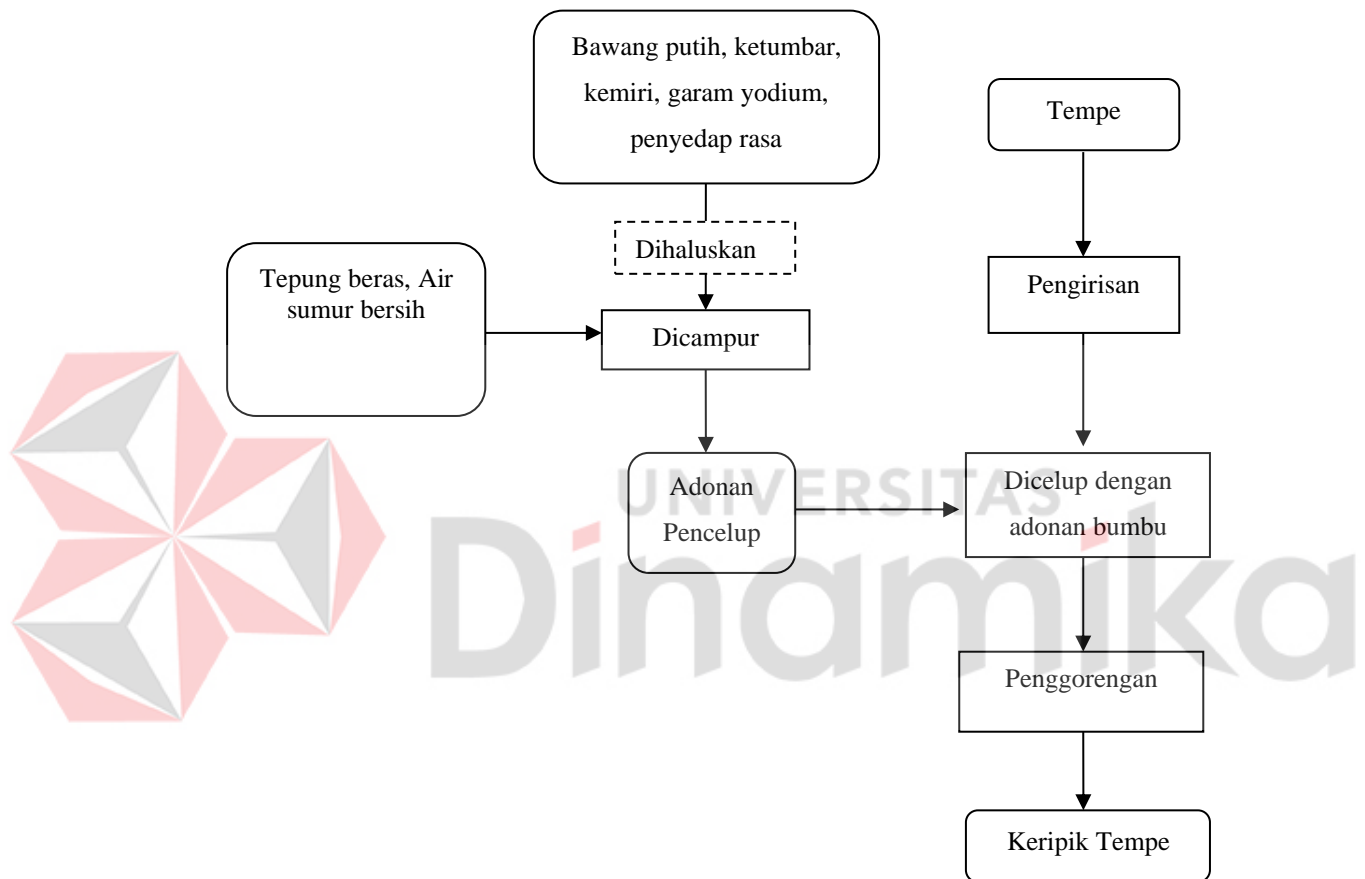 Bawang putih, ketumbar,
kemiri, garam yodium,
penyedap rasa
Tempe
Dihaluskan
Tepung beras, Air
sumur bersih
Pengirisan
Dicampur
Adonan
Pencelup
Dicelup dengan
adonan bumbu
UNIVERSITAS
Dinamika
Penggorengan
Keripik Tempe